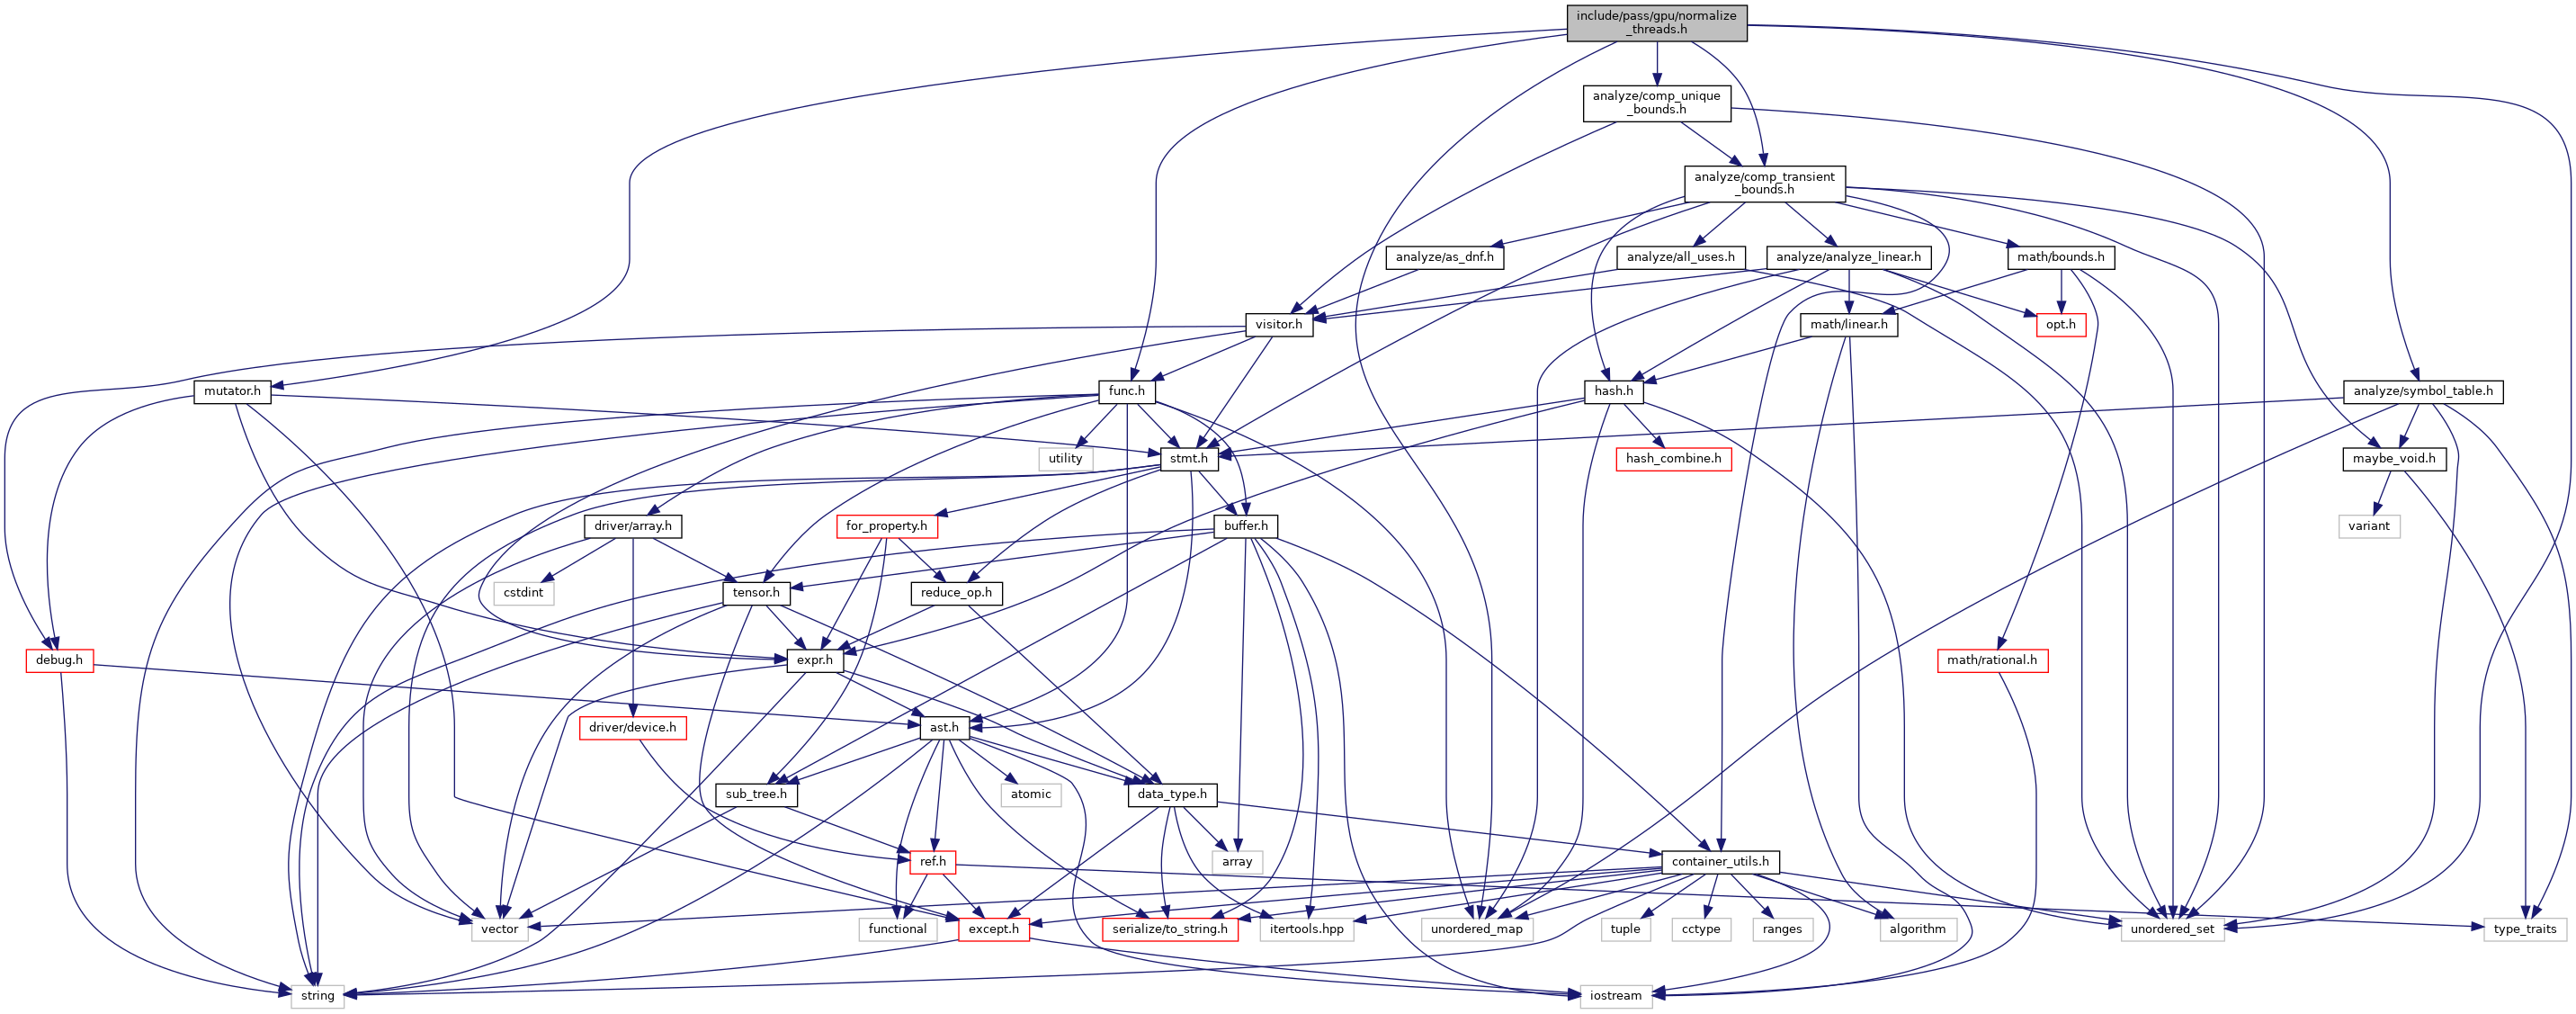 include/pass/gpu/normalize
_threads.h
analyze/comp_unique
_bounds.h
analyze/comp_transient
_bounds.h
analyze/as_dnf.h
analyze/all_uses.h
analyze/analyze_linear.h
math/bounds.h
visitor.h
math/linear.h
opt.h
mutator.h
func.h
hash.h
analyze/symbol_table.h
utility
stmt.h
hash_combine.h
maybe_void.h
driver/array.h
for_property.h
buffer.h
variant
cstdint
tensor.h
reduce_op.h
debug.h
expr.h
math/rational.h
driver/device.h
ast.h
sub_tree.h
atomic
data_type.h
ref.h
array
container_utils.h
vector
functional
except.h
serialize/to_string.h
itertools.hpp
unordered_map
tuple
cctype
ranges
algorithm
unordered_set
type_traits
string
iostream